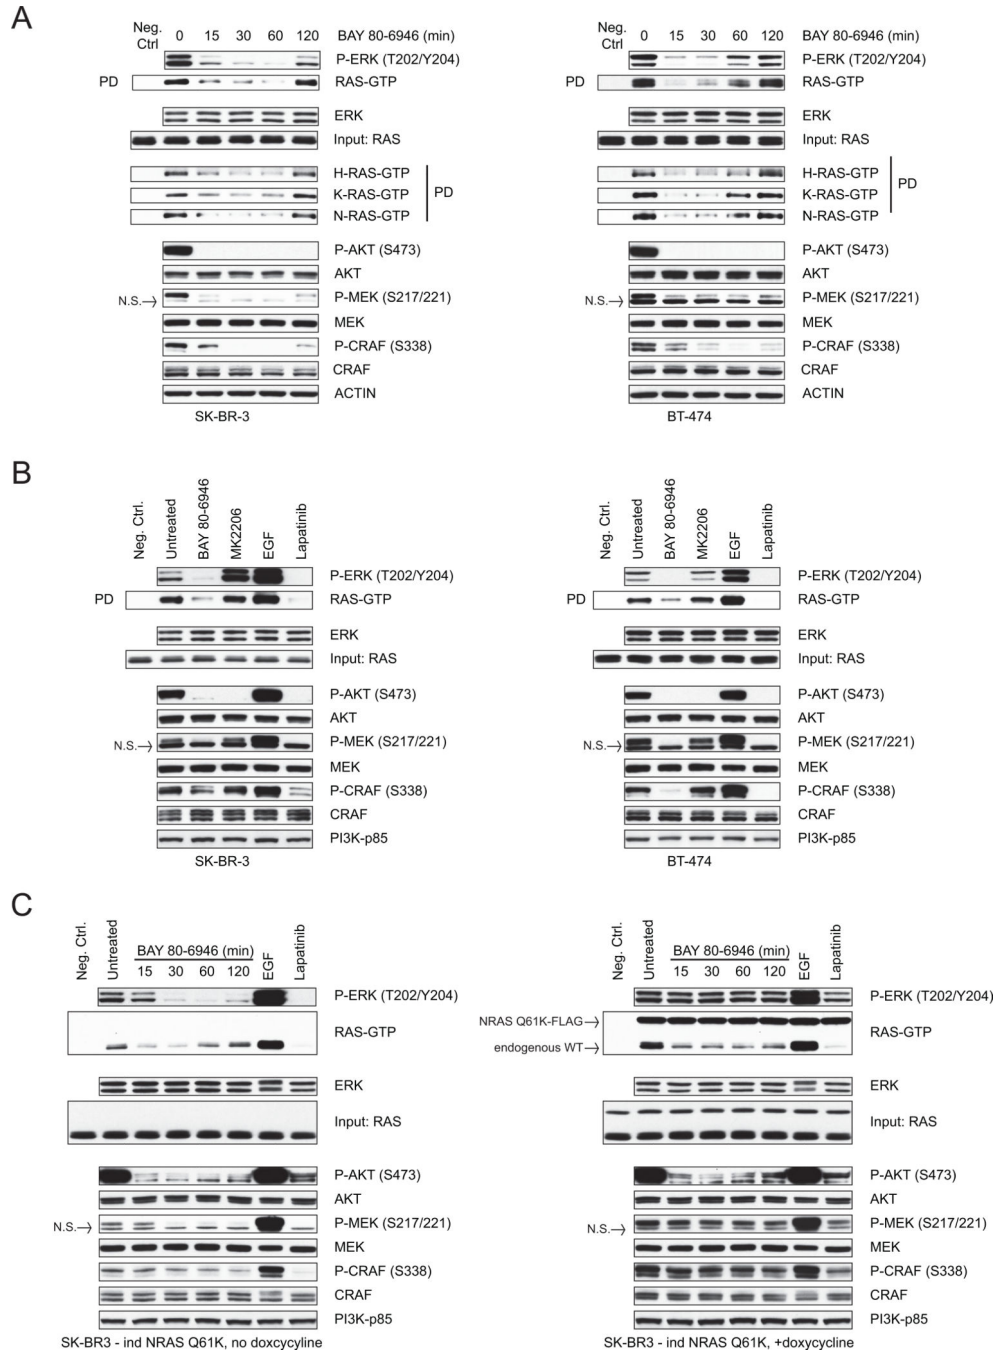 A
Neg. Ctrl 0 15 30 60 120 BAY 80-6946 (min)
P-ERK (T202/Y204)
PD RAS-GTP
ERK
Input: RAS
H-RAS-GTP
K-RAS-GTP PD
N-RAS-GTP
P-AKT (S473)
AKT
N.S. P-MEK (S217/221)
MEK
P-CRAF (S338)
CRAF
ACTIN
SK-BR-3
Neg. Ctrl 0 15 30 60 120 BAY 80-6946 (min)
P-ERK (T202/Y204)
PD RAS-GTP
ERK
Input: RAS
H-RAS-GTP
K-RAS-GTP PD
N-RAS-GTP
P-AKT (S473)
AKT
N.S. P-MEK (S217/221)
MEK
P-CRAF (S338)
CRAF
ACTIN
BT-474
B
Neg. Ctrl. Untreated BAY 80-6946 MK2206 EGF Lapatinib
P-ERK (T202/Y204)
PD RAS-GTP
ERK
Input: RAS
P-AKT (S473)
AKT
N.S. P-MEK (S217/221)
MEK
P-CRAF (S338)
CRAF
PI3K-p85
SK-BR-3
Neg. Ctrl. Untreated BAY 80-6946 MK2206 EGF Lapatinib
P-ERK (T202/Y204)
PD RAS-GTP
ERK
Input: RAS
P-AKT (S473)
AKT
N.S. P-MEK (S217/221)
MEK
P-CRAF (S338)
CRAF
PI3K-p85
BT-474
C
Neg. Ctrl. Untreated BAY 80-6946 (min) EGF Lapatinib
15 30 60 120
P-ERK (T202/Y204)
RAS-GTP
ERK
Input: RAS
P-AKT (S473)
AKT
N.S. P-MEK (S217/221)
MEK
P-CRAF (S338)
CRAF
PI3K-p85
SK-BR3 - ind NRAS Q61K, no doxcycyline
Neg. Ctrl. Untreated BAY 80-6946 (min) EGF Lapatinib
15 30 60 120
P-ERK (T202/Y204)
NRAS Q61K-FLAG RAS-GTP
endogenous WT
ERK
Input: RAS
P-AKT (S473)
AKT
N.S. P-MEK (S217/221)
MEK
P-CRAF (S338)
CRAF
PI3K-p85
SK-BR3 - ind NRAS Q61K, +doxycycline